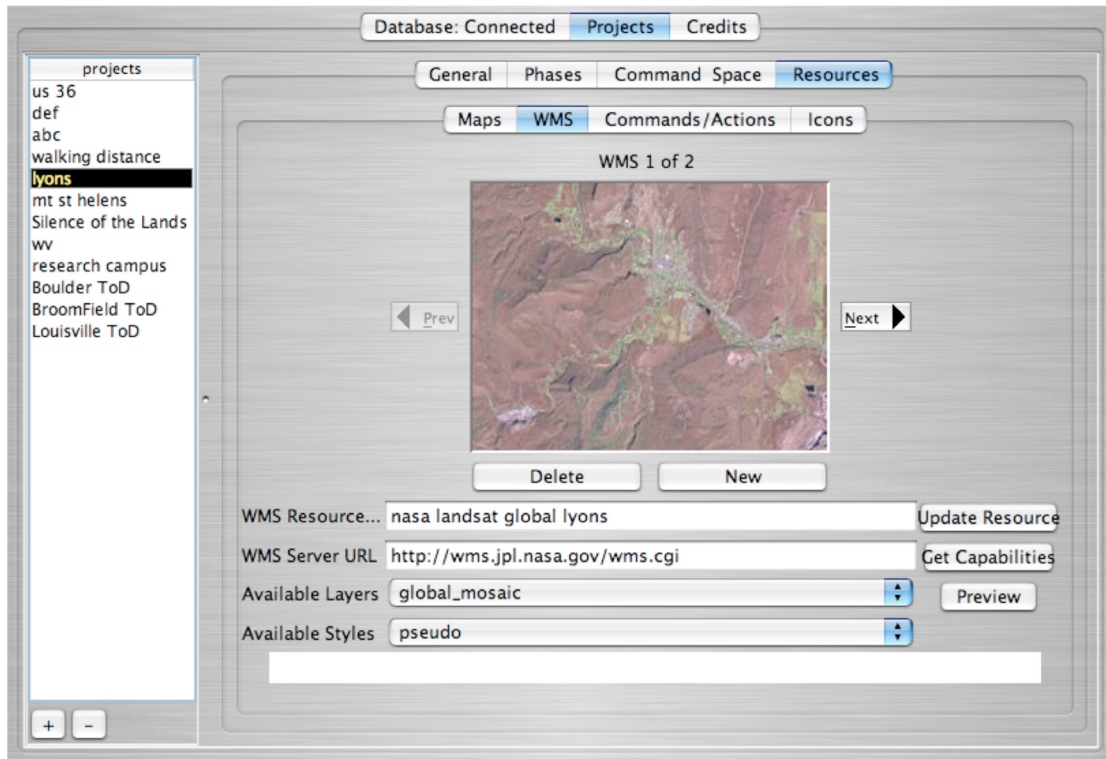 Database: Connected Projects Credits
projects
us 36
def
abc
walking distance
lyons
mt st helens
Silence of the Lands
wv
research campus
Boulder ToD
BroomField ToD
Louisville ToD
+ -
General Phases Command Space Resources
Maps WMS Commands/Actions Icons
WMS 1 of 2
Prev
Next
Delete New
WMS Resource... nasa landsat global lyons Update Resource
WMS Server URL http://wms.jpl.nasa.gov/wms.cgi Get Capabilities
Available Layers global_mosaic Preview
Available Styles pseudo